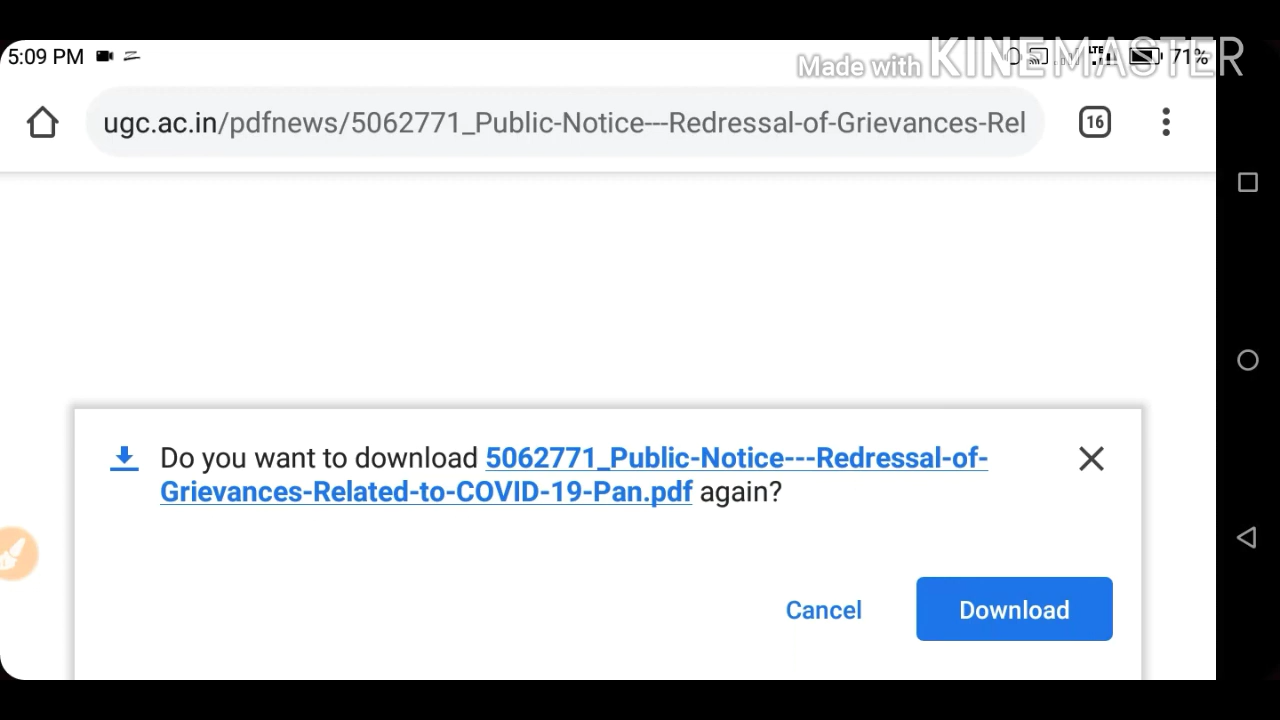 5:09 PM
Made with KINEMASTER
LTE
71%
ugc.ac.in/pdfnews/5062771_Public-Notice---Redressal-of-Grievances-Rel
16
Do you want to download 5062771_Public-Notice---Redressal-of-
Grievances-Related-to-COVID-19-Pan.pdf again?
Cancel
Download